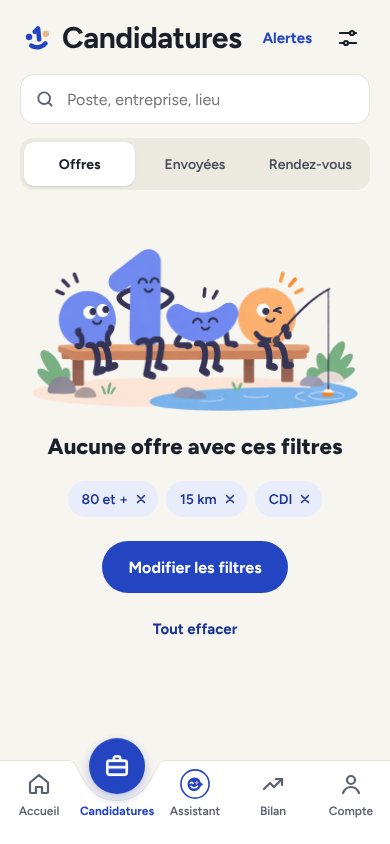 Candidatures
Alertes
Poste, entreprise, lieu
Offres
Envoyées
Rendez-vous
Aucune offre avec ces filtres
80 et +
15 km
CDI
Modifier les filtres
Tout effacer
Accueil
Candidatures
Assistant
Bilan
Compte